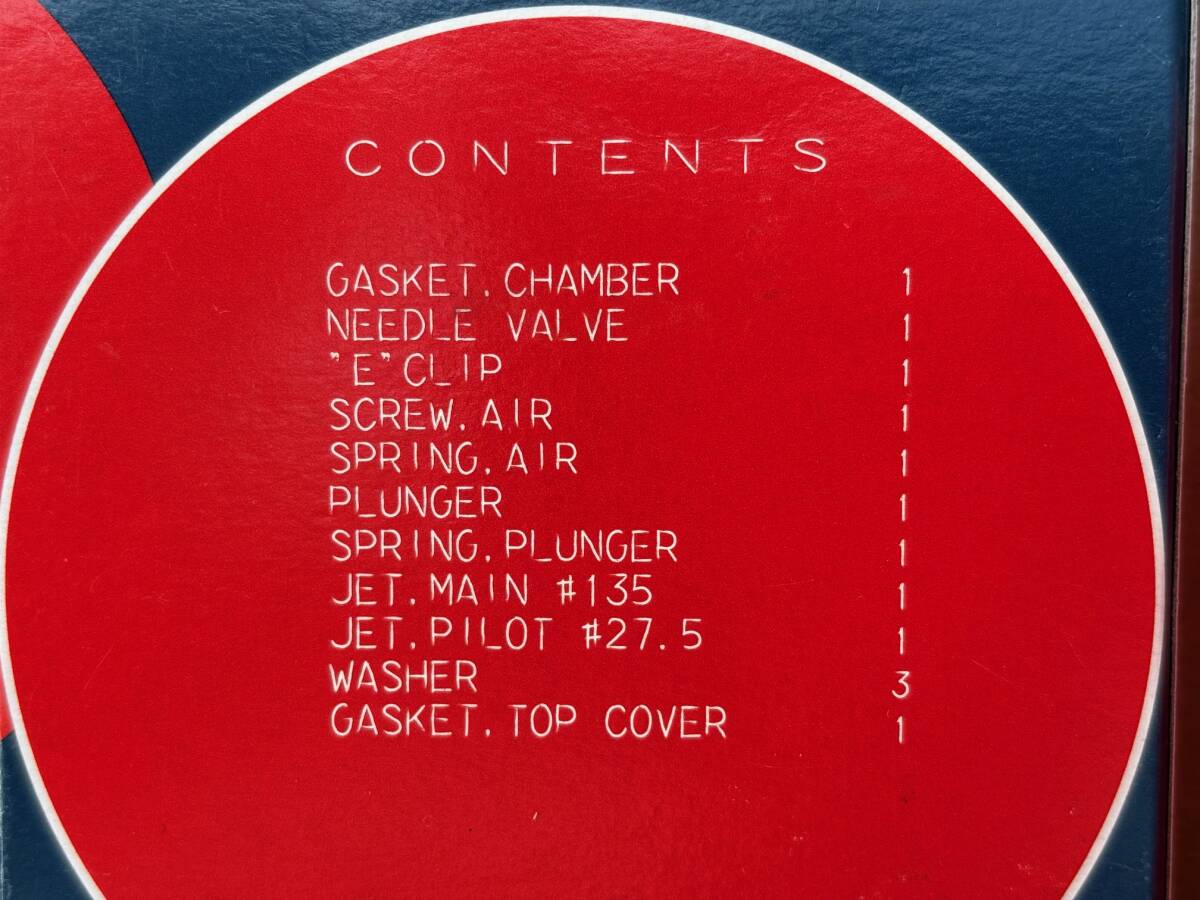 CONTENTS
GASKET.CHAMBER 1
NEEDLE VALVE 1
"E"CLIP 1
SCREW.AIR 1
SPRING.AIR 1
PLUNGER 1
SPRING.PLUNGER 1
JET.MAIN #135 1
JET.PILOT #27.5 1
WASHER 3
GASKET.TOP COVER 1